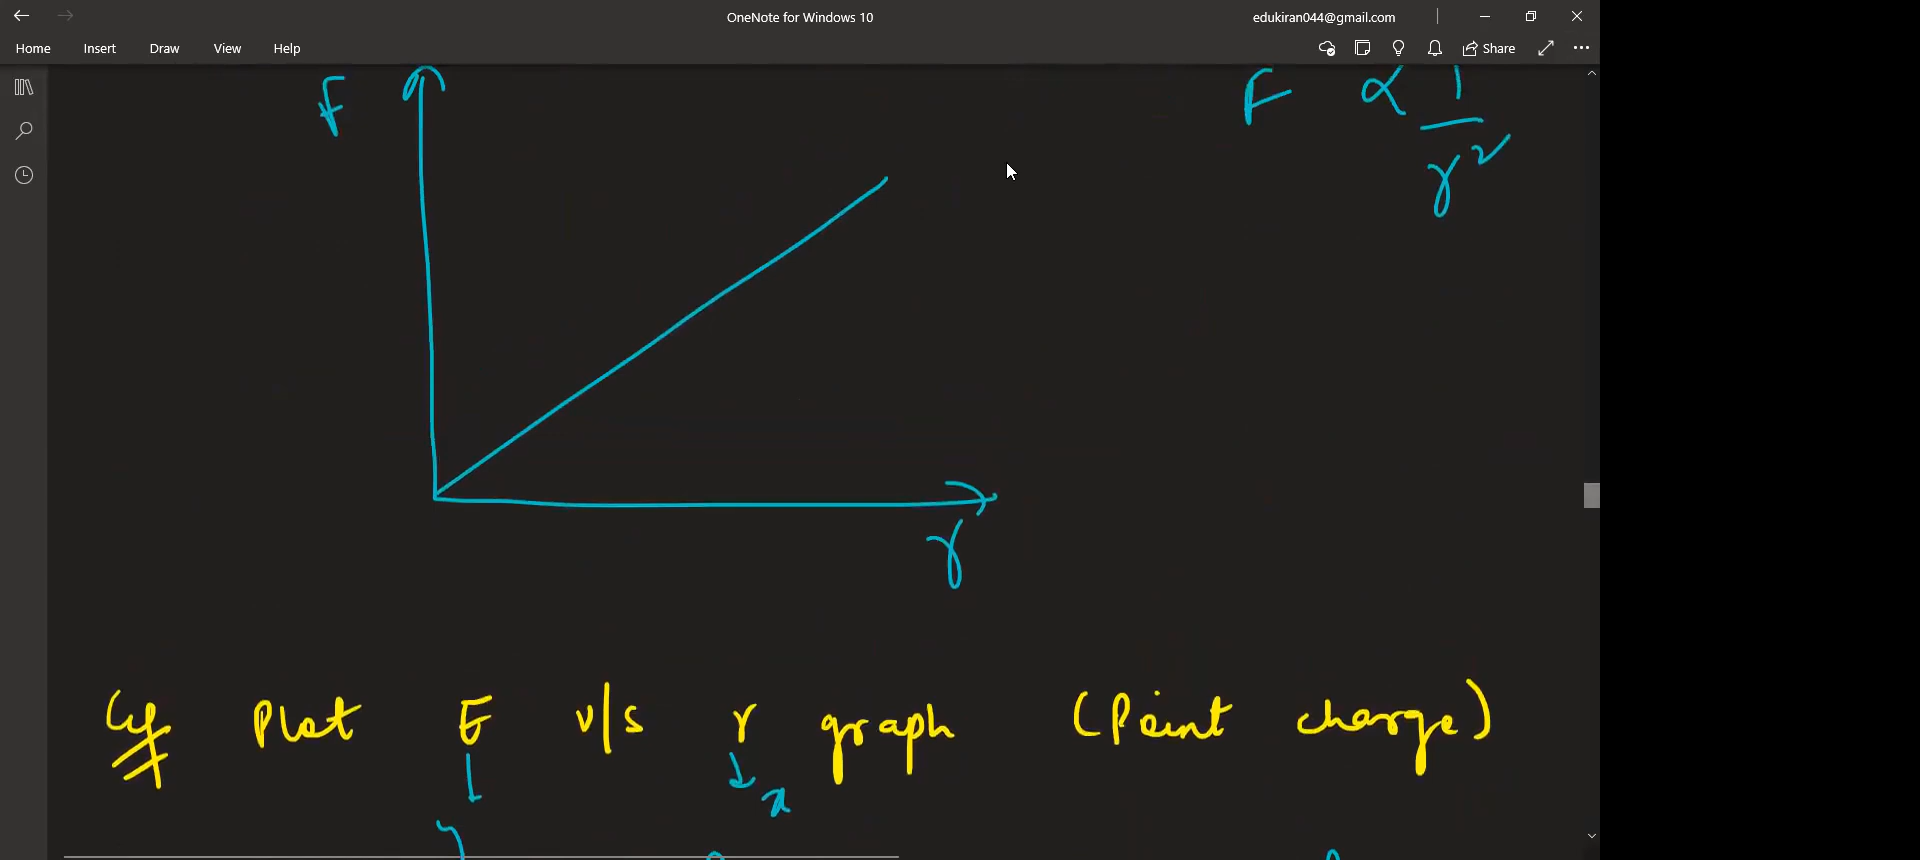 OneNote for Windows 10
edukiran044@gmail.com
Home Insert Draw View Help
Share
F
F ∝ 1
r²
r
Plot E v/s r graph (Point charge)
x
y